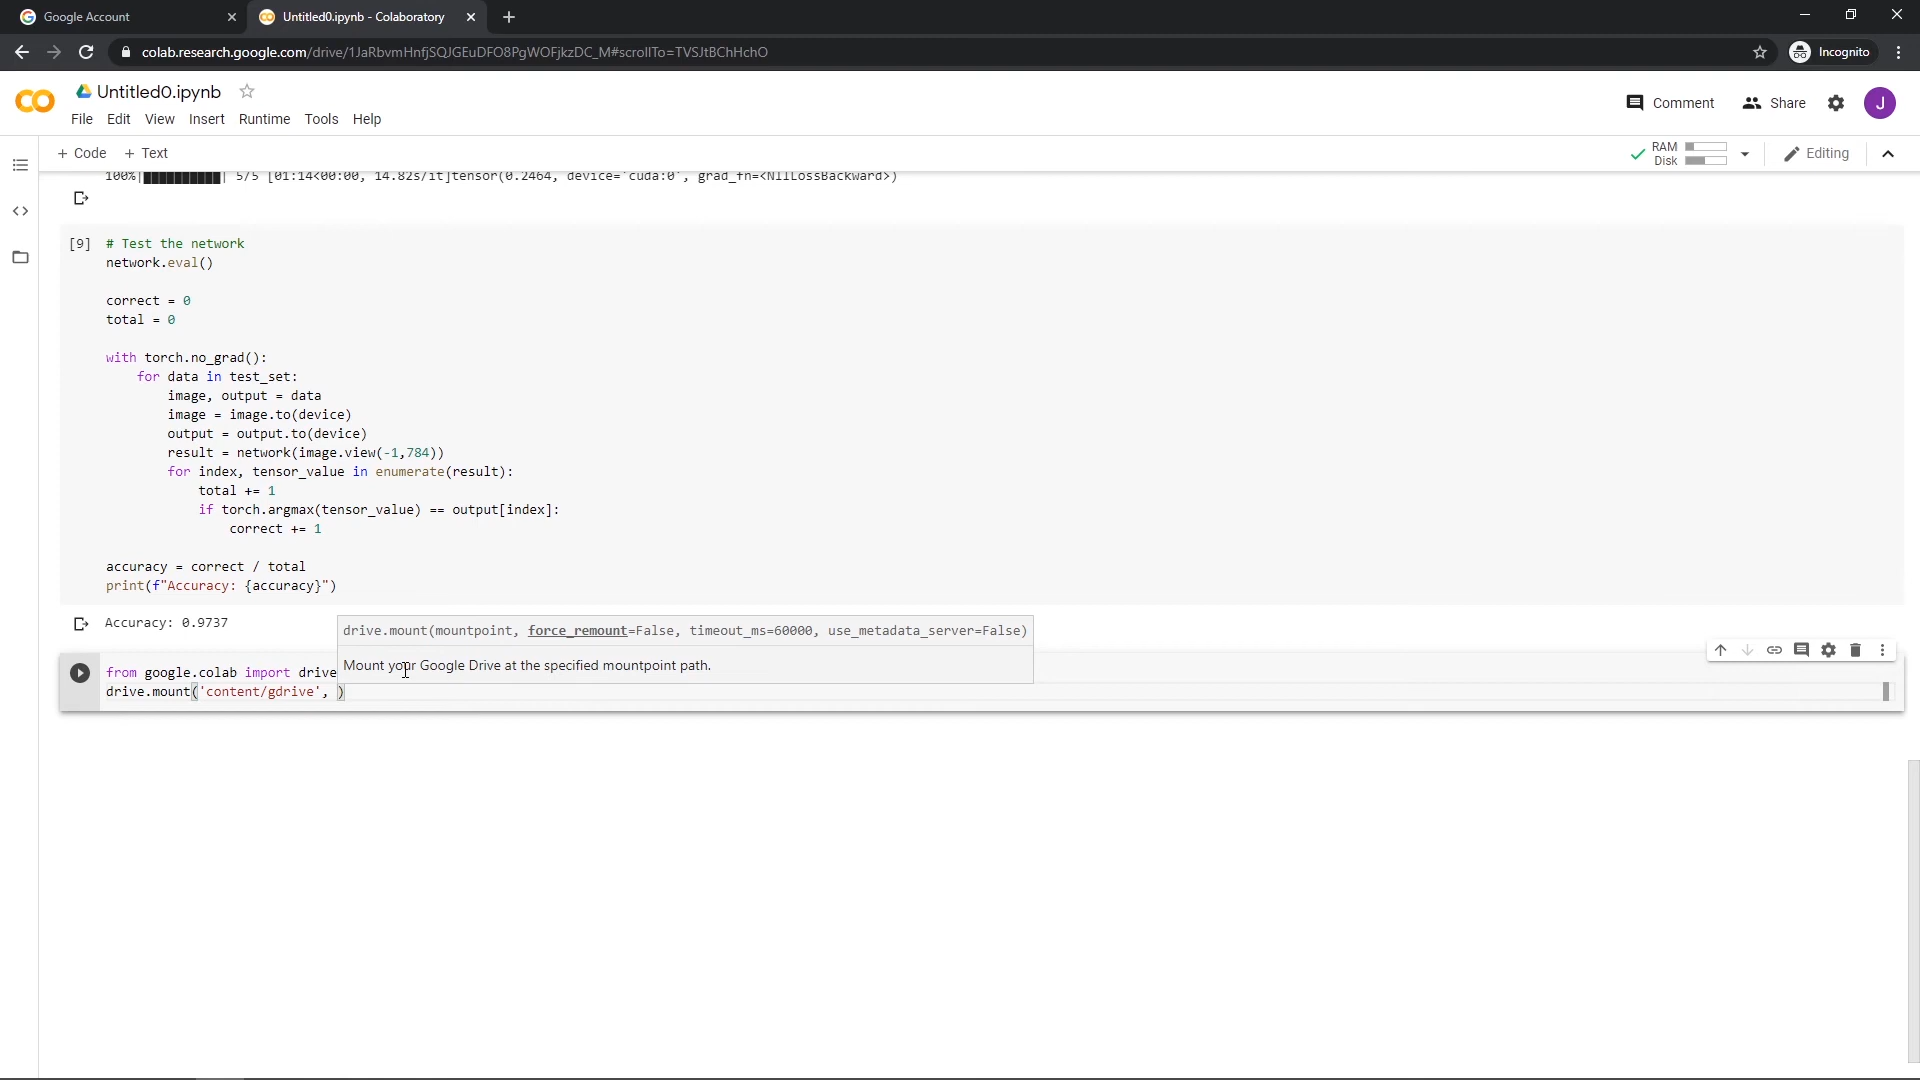 Google Account
Untitled0.ipynb - Colaboratory
colab.research.google.com/drive/1JaRbvmHnfjSQJGEuDFO8PgWOFjkzDC_M#scrollTo=TVSJtBChHchO
Incognito
Untitled0.ipynb
Comment
Share
J
File Edit View Insert Runtime Tools Help
+ Code + Text
RAM
Disk
Editing
100%|██████████| 5/5 [01:14<00:00, 14.82s/it]tensor(0.2464, device='cuda:0', grad_fn=<NllLossBackward>)
[9] # Test the network
network.eval()
correct = 0
total = 0
with torch.no_grad():
for data in test_set:
image, output = data
image = image.to(device)
output = output.to(device)
result = network(image.view(-1,784))
for index, tensor_value in enumerate(result):
total += 1
if torch.argmax(tensor_value) == output[index]:
correct += 1
accuracy = correct / total
print(f"Accuracy: {accuracy}")
Accuracy: 0.9737
drive.mount(mountpoint, force_remount=False, timeout_ms=60000, use_metadata_server=False)
Mount your Google Drive at the specified mountpoint path.
from google.colab import drive
drive.mount('content/gdrive', )